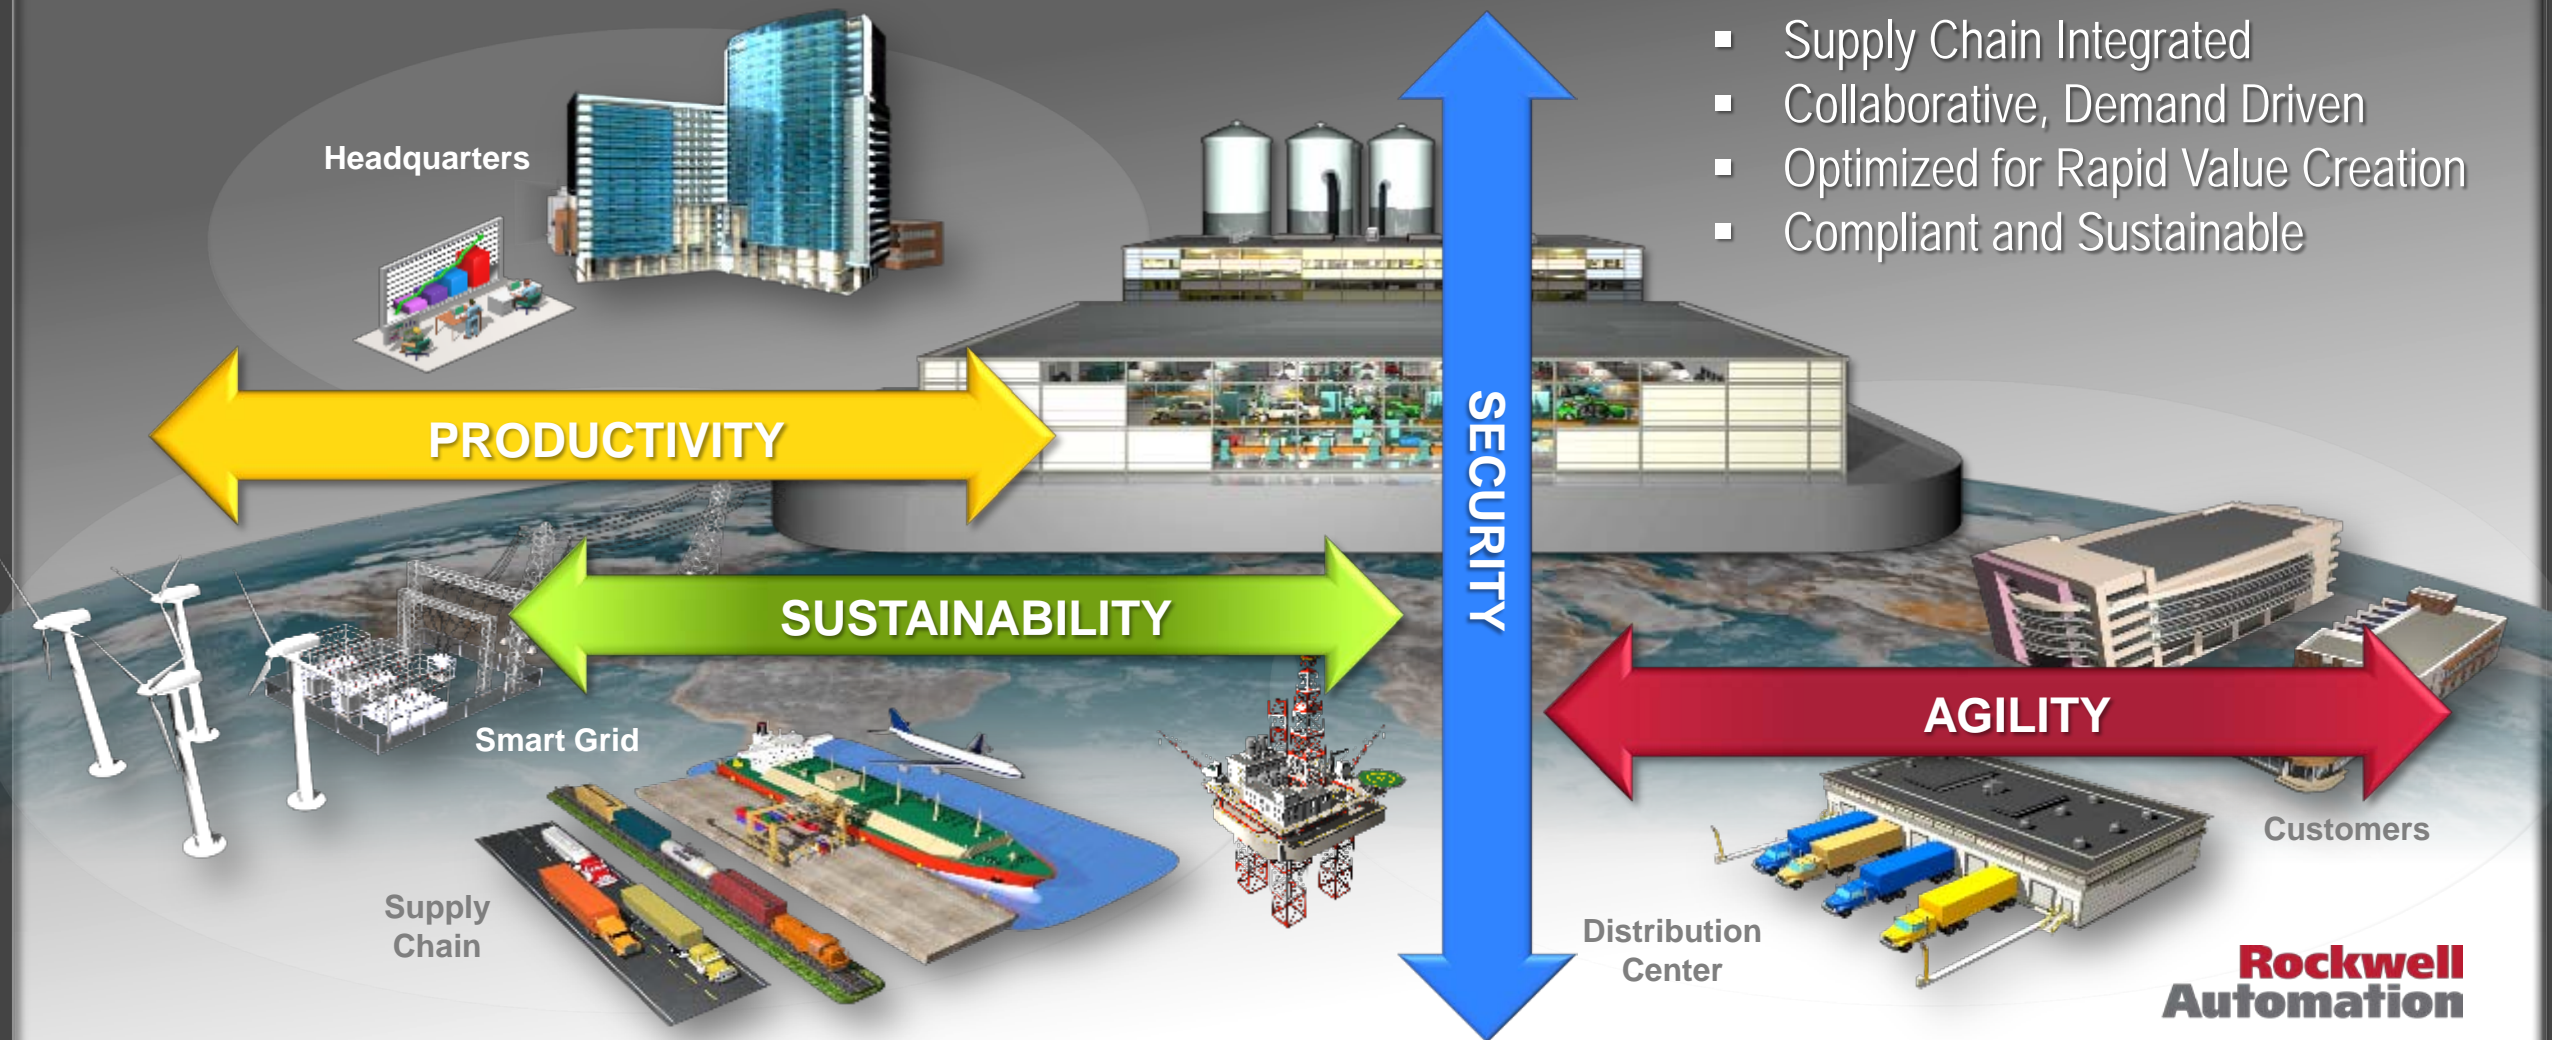 ▪ Supply Chain Integrated
▪ Collaborative, Demand Driven
▪ Optimized for Rapid Value Creation
▪ Compliant and Sustainable
Headquarters
PRODUCTIVITY
SECURITY
SUSTAINABILITY
AGILITY
Smart Grid
Customers
Supply
Chain
Distribution
Center
Rockwell
Automation